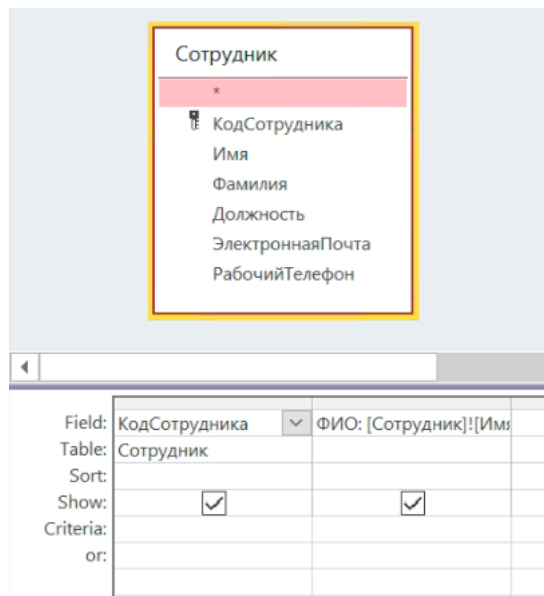 Сотрудник
*
КодСотрудника
Имя
Фамилия
Должность
ЭлектроннаяПочта
РабочийТелефон
Field: КодСотрудника ФИО: [Сотрудник]![Имя
Table: Сотрудник
Sort:
Show:
Criteria:
or: